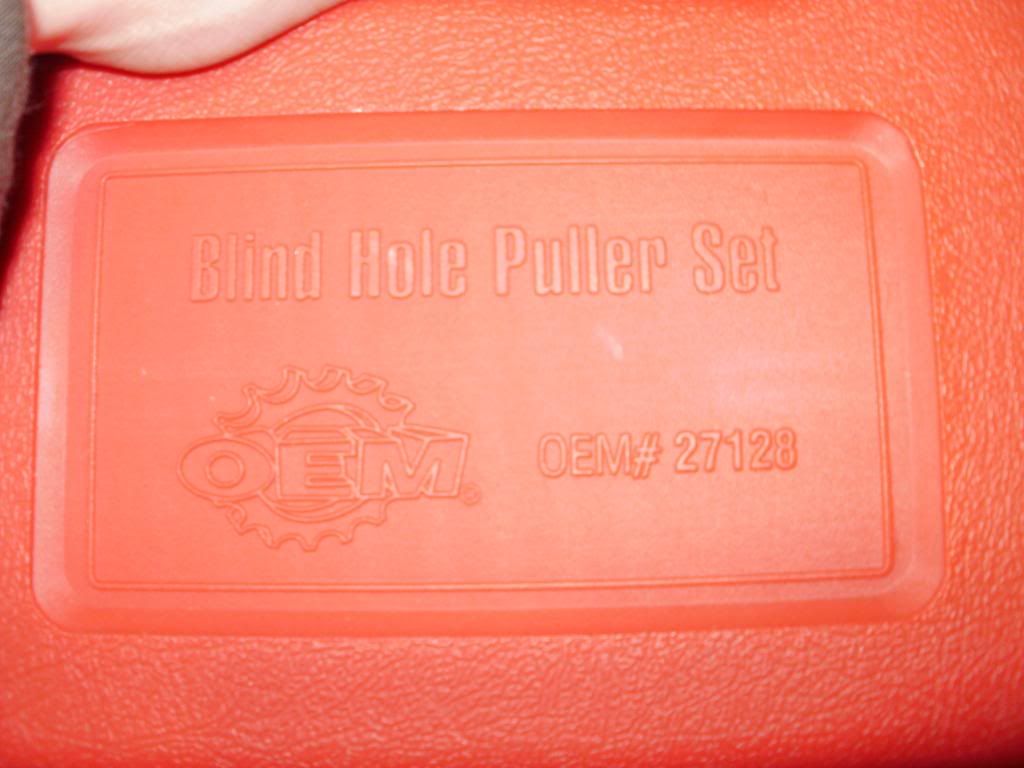 Blind Hole Puller Set
OEM®
OEM# 27128